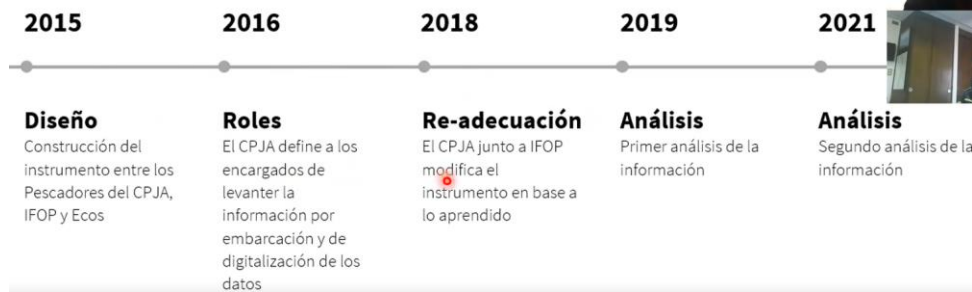 2015
2016
2018
2019
2021
Diseño
Construcción del
instrumento entre los
Pescadores del CPJA,
IFOP y Ecos
Roles
El CPJA define a los
encargados de
levantar la
información por
embarcación y de
digitalización de los
datos
Re-adecuación
El CPJA junto a IFOP
modifica el
instrumento en base a
lo aprendido
Análisis
Primer análisis de la
información
Análisis
Segundo análisis de la
información